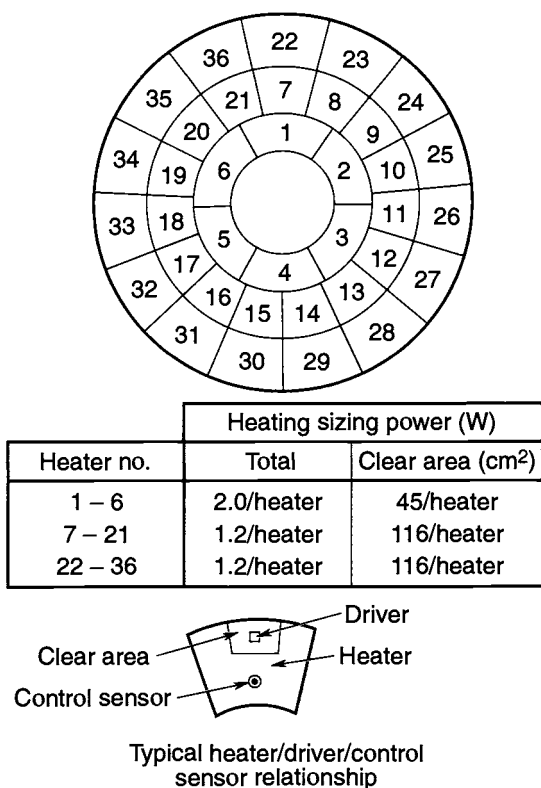 22
36 23
35 21 7 8 24
20 1 9
34 25
19 6 2 10
33 18 11 26
5 3
17 12
32 4 27
16 13
15 14
31 28
30 29
Heating sizing power (W)
Heater no. Total Clear area (cm²)
1 – 6 2.0/heater 45/heater
7 – 21 1.2/heater 116/heater
22 – 36 1.2/heater 116/heater
Driver
Clear area Heater
Control sensor
Typical heater/driver/control
sensor relationship